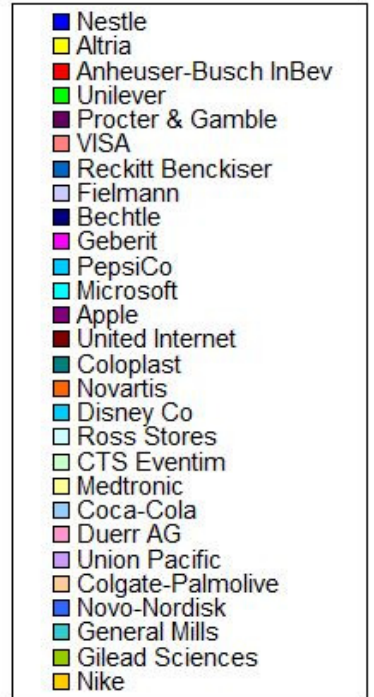 Nestle
Altria
Anheuser-Busch InBev
Unilever
Procter & Gamble
VISA
Reckitt Benckiser
Fielmann
Bechtle
Geberit
PepsiCo
Microsoft
Apple
United Internet
Coloplast
Novartis
Disney Co
Ross Stores
CTS Eventim
Medtronic
Coca-Cola
Duerr AG
Union Pacific
Colgate-Palmolive
Novo-Nordisk
General Mills
Gilead Sciences
Nike